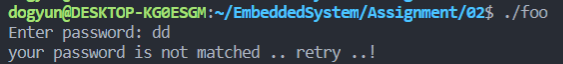 dogyun@DESKTOP-KG0ESGM:~/EmbeddedSystem/Assignment/02$ ./foo
Enter password: dd
your password is not matched .. retry ..!